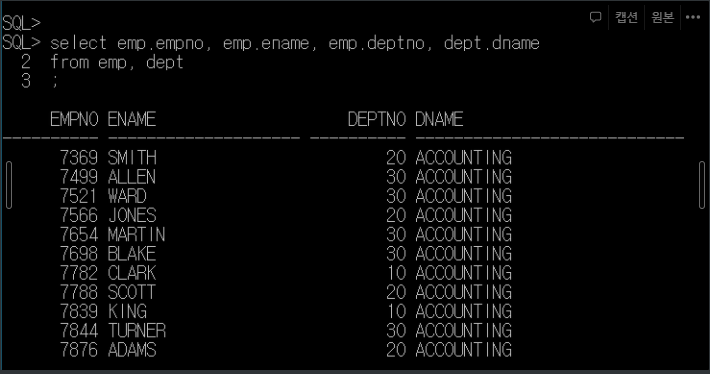 캡션 원본 •••
SQL>
SQL> select emp.empno, emp.ename, emp.deptno, dept.dname
  2  from emp, dept
  3  ;
     EMPNO ENAME                    DEPTNO DNAME
---------- -------------------- ---------- ----------------------------
      7369 SMITH                        20 ACCOUNTING
      7499 ALLEN                        30 ACCOUNTING
      7521 WARD                         30 ACCOUNTING
      7566 JONES                        20 ACCOUNTING
      7654 MARTIN                       30 ACCOUNTING
      7698 BLAKE                        30 ACCOUNTING
      7782 CLARK                        10 ACCOUNTING
      7788 SCOTT                        20 ACCOUNTING
      7839 KING                         10 ACCOUNTING
      7844 TURNER                       30 ACCOUNTING
      7876 ADAMS                        20 ACCOUNTING